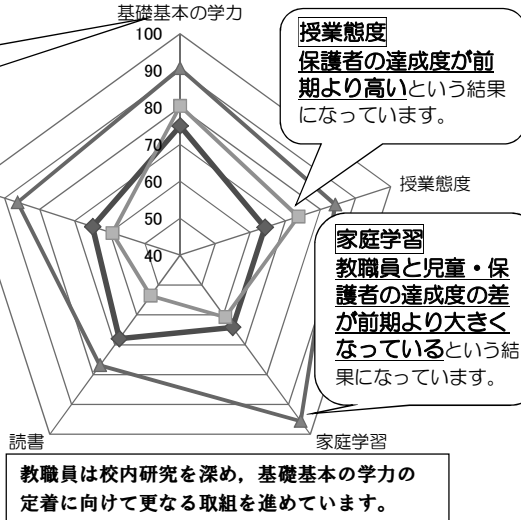 基礎基本の学力
100
90
80
70
60
50
40
授業態度
保護者の達成度が前
期より高いという結果
になっています。
授業態度
家庭学習
教職員と児童・保
護者の達成度の差
が前期より大きく
なっているという結
果になっています。
読書
家庭学習
教職員は校内研究を深め，基礎基本の学力の
定着に向けて更なる取組を進めています。